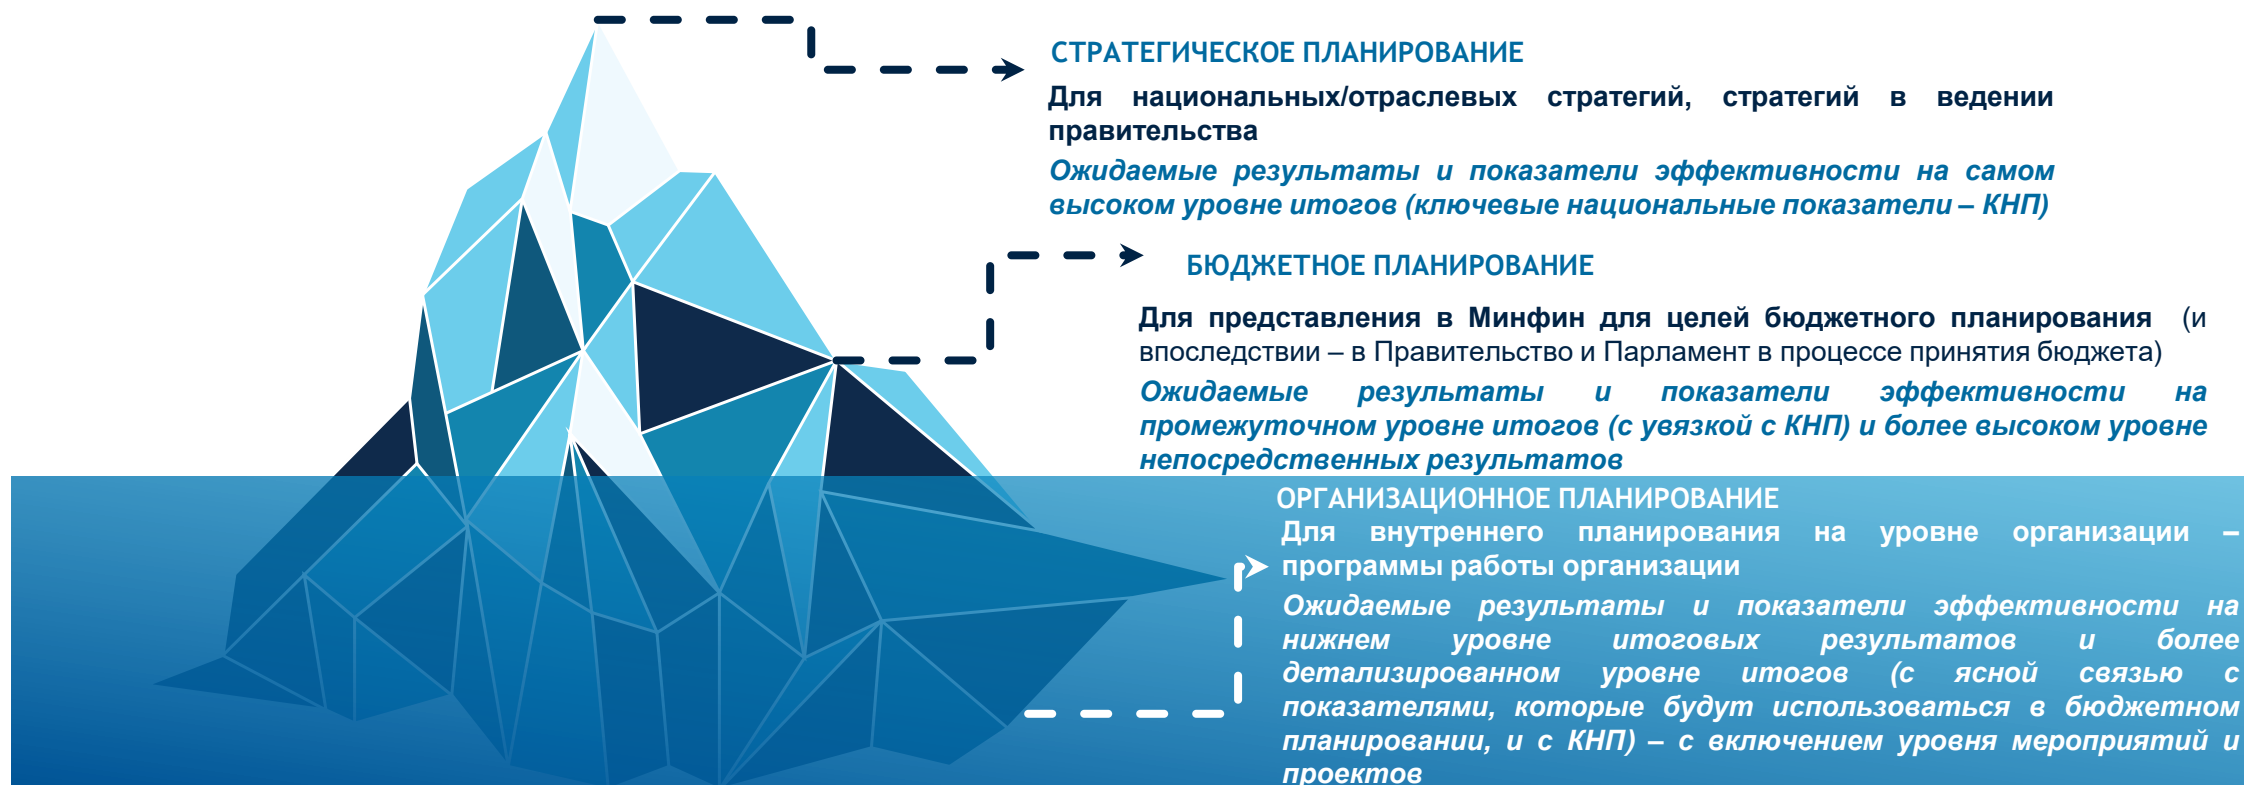 СТРАТЕГИЧЕСКОЕ ПЛАНИРОВАНИЕ
Для национальных/отраслевых стратегий, стратегий в ведении
правительства
Ожидаемые результаты и показатели эффективности на самом
высоком уровне итогов (ключевые национальные показатели – КНП)
БЮДЖЕТНОЕ ПЛАНИРОВАНИЕ
Для представления в Минфин для целей бюджетного планирования (и
впоследствии – в Правительство и Парламент в процессе принятия бюджета)
Ожидаемые результаты и показатели эффективности на
промежуточном уровне итогов (с увязкой с КНП) и более высоком уровне
непосредственных результатов
ОРГАНИЗАЦИОННОЕ ПЛАНИРОВАНИЕ
Для внутреннего планирования на уровне организации –
программы работы организации
Ожидаемые результаты и показатели эффективности на
нижнем уровне итоговых результатов и более
детализированном уровне итогов (с ясной связью с
показателями, которые будут использоваться в бюджетном
планировании, и с КНП) – с включением уровня мероприятий и
проектов